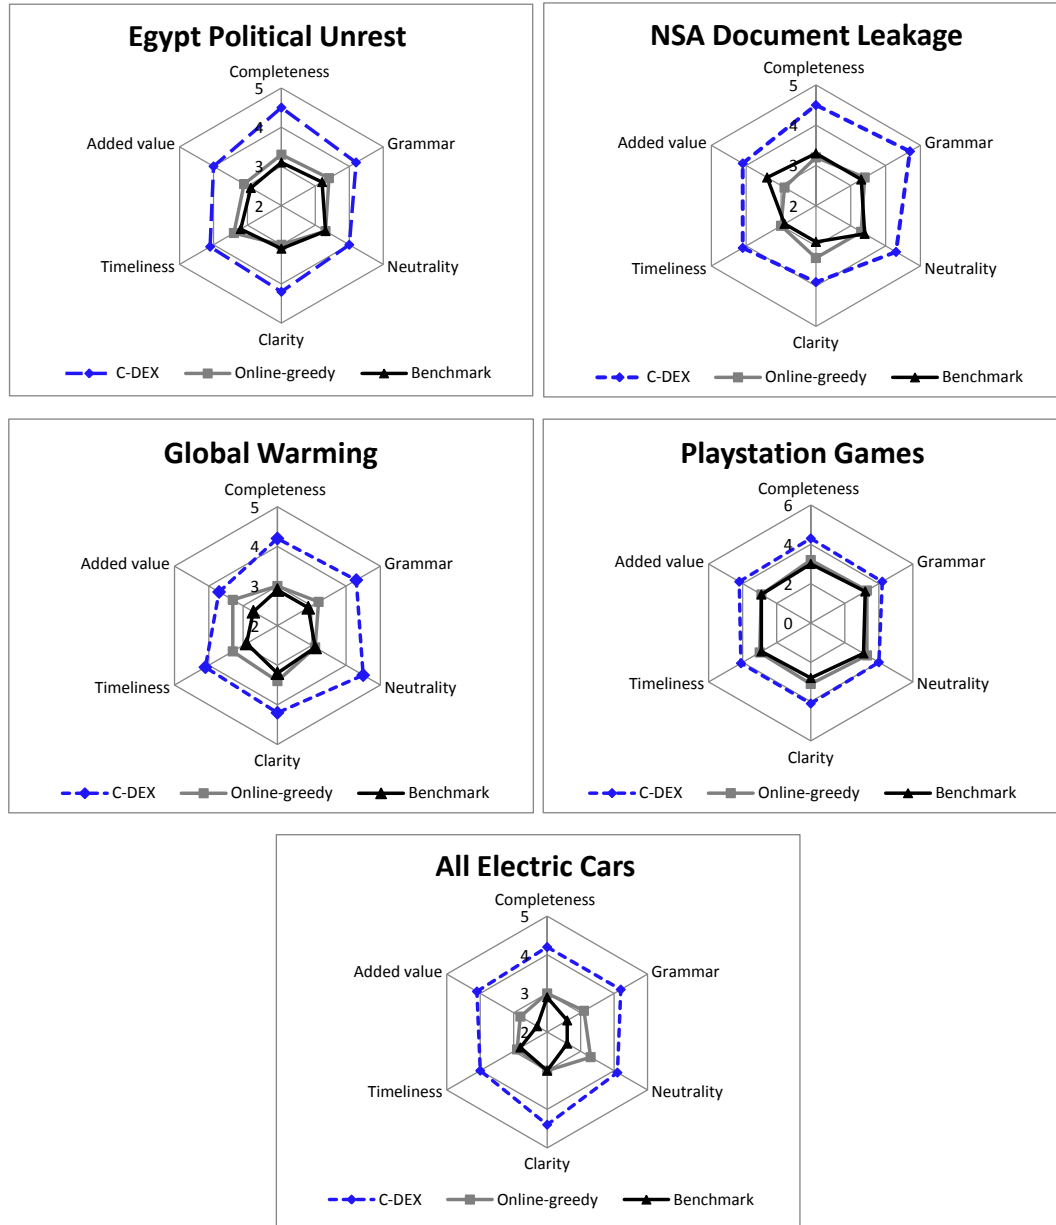 Egypt Political Unrest
Completeness
5
Added value
4
Grammar
3
2
Timeliness
Neutrality
Clarity
C-DEX
Online-greedy
Benchmark
NSA Document Leakage
Completeness
5
Added value
4
Grammar
3
2
Timeliness
Neutrality
Clarity
C-DEX
Online-greedy
Benchmark
Global Warming
Completeness
5
Added value
4
Grammar
3
2
Timeliness
Neutrality
Clarity
C-DEX
Online-greedy
Benchmark
Playstation Games
Completeness
6
Added value
4
Grammar
2
0
Timeliness
Neutrality
Clarity
C-DEX
Online-greedy
Benchmark
All Electric Cars
Completeness
5
Added value
4
Grammar
3
2
Timeliness
Neutrality
Clarity
C-DEX
Online-greedy
Benchmark